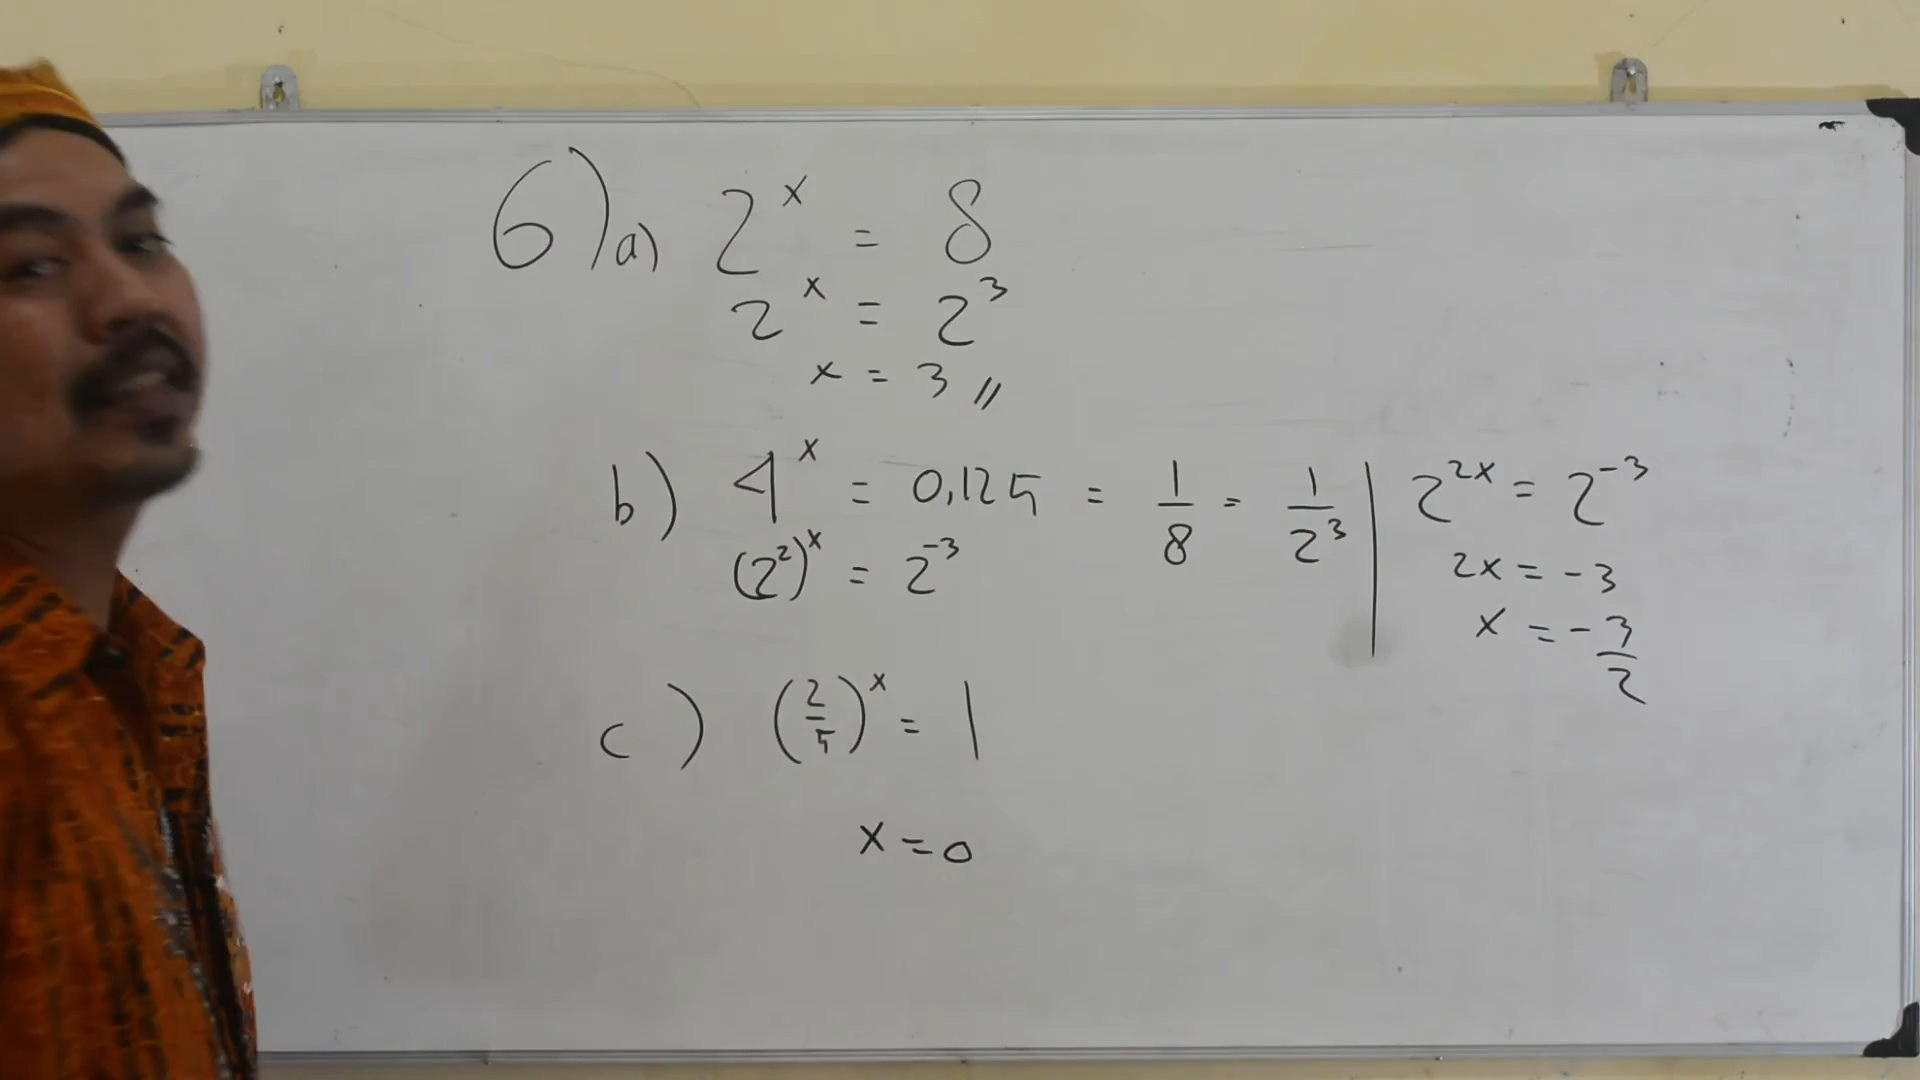 6) a) 2^x = 8
2^x = 2^3
x = 3 //
b) 4^x = 0,125 = 1/8 = 1/2^3 | 2^2x = 2^-3
(2^2)^x = 2^-3
2x = -3
x = -3/2
c) (2/5)^x = 1
x = 0